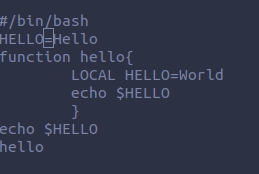 #/bin/bash
HELLO=Hello
function hello{
        LOCAL HELLO=World
        echo $HELLO
        }
echo $HELLO
hello